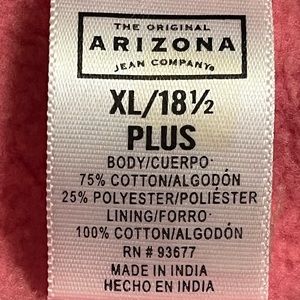 THE ORIGINAL
ARIZONA
JEAN COMPANY®
XL/18½
PLUS
BODY/CUERPO:
75% COTTON/ALGODÓN
25% POLYESTER/POLIÉSTER
LINING/FORRO:
100% COTTON/ALGODÓN
RN # 93677
MADE IN INDIA
HECHO EN INDIA